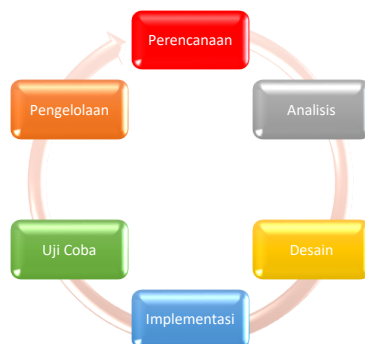 Perencanaan
Analisis
Desain
Implementasi
Uji Coba
Pengelolaan